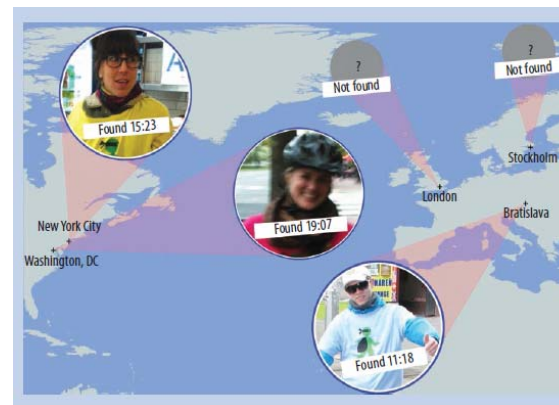 ?
Not found
?
Not found
Found 15:23
Stockholm
London
Found 19:07
Bratislava
New York City
Washington, DC
Found 11:18